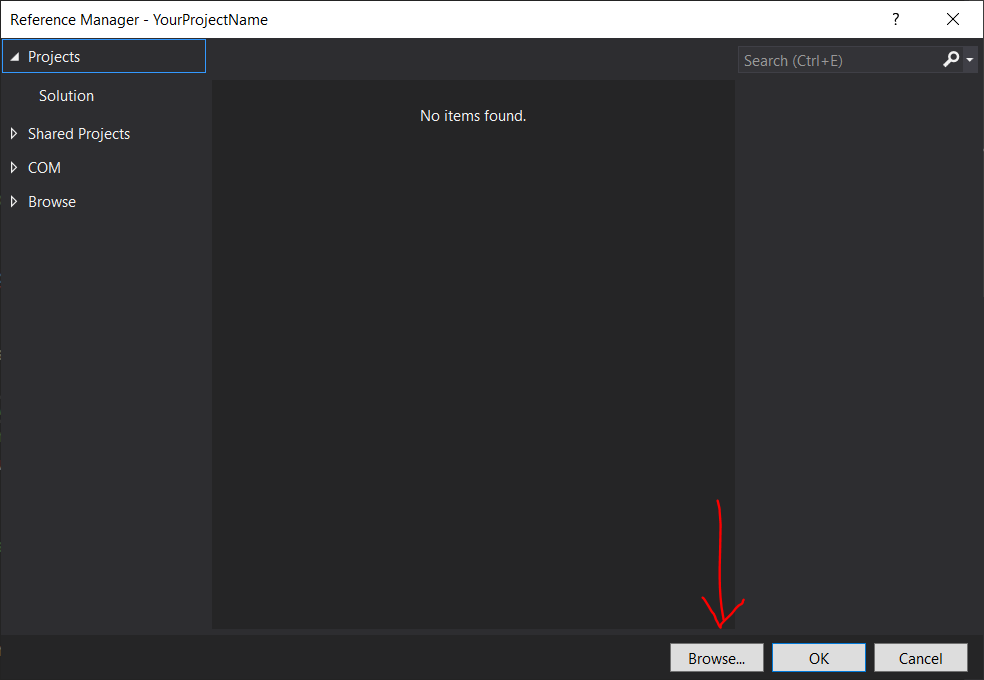 Reference Manager - YourProjectName
?
Projects
Search (Ctrl+E)
Solution
No items found.
Shared Projects
COM
Browse
Browse...
OK
Cancel